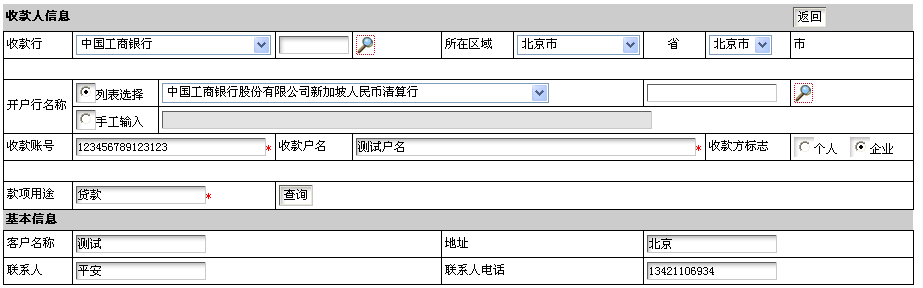 收款人信息 返回
收款行 中国工商银行 所在区域 北京市 省 北京市 市
开户行名称 列表选择 中国工商银行股份有限公司新加坡人民币清算行
手工输入
收款账号 123456789123123* 收款户名 测试户名* 收款方标志 个人 企业
款项用途 贷款* 查询
基本信息
客户名称 测试 地址 北京
联系人 平安 联系人电话 13421106934